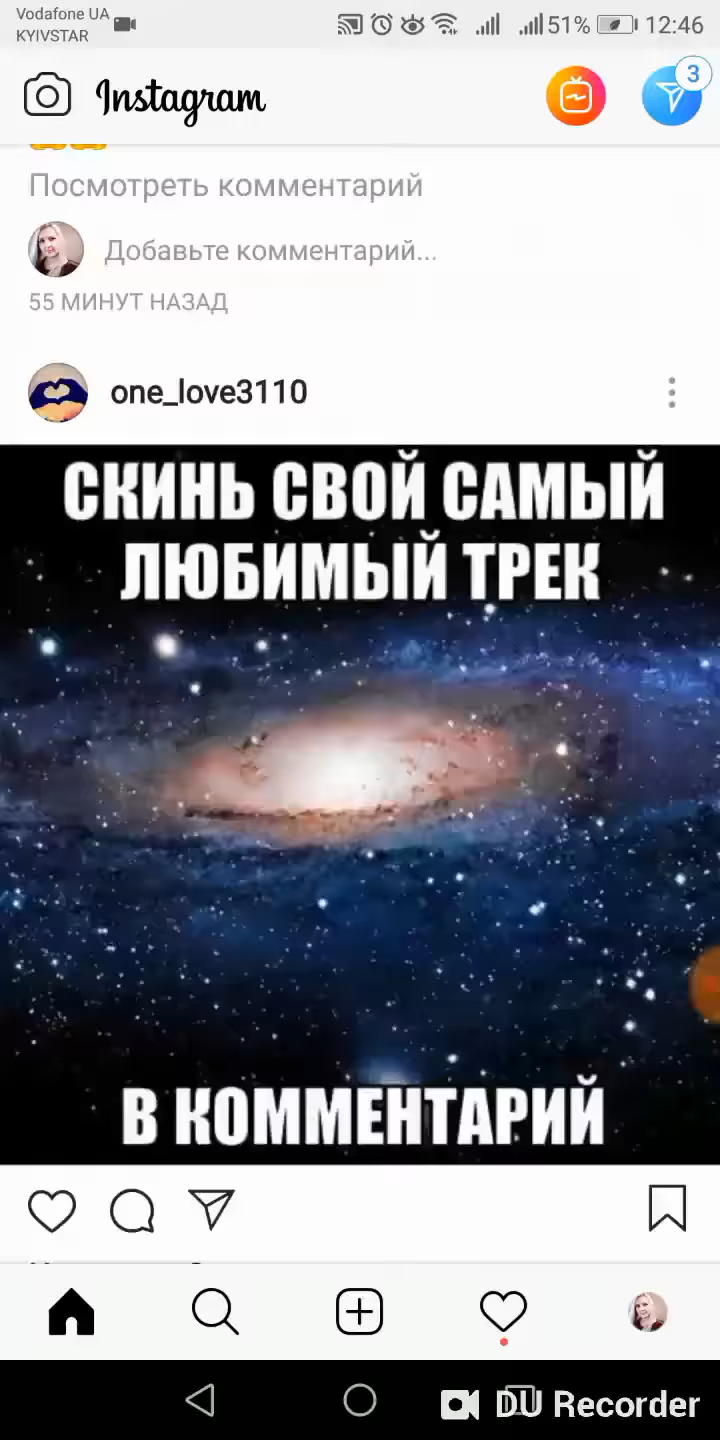 Vodafone UA
KYIVSTAR
51% 12:46
Instagram
3
Посмотреть комментарий
Добавьте комментарий...
55 МИНУТ НАЗАД
one_love3110
СКИНЬ СВОЙ САМЫЙ
ЛЮБИМЫЙ ТРЕК
В КОММЕНТАРИЙ
DU Recorder